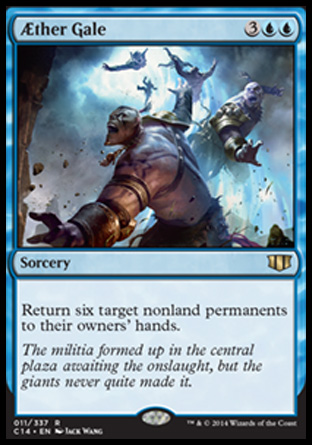 Æther Gale 3
Sorcery
Return six target nonland permanents
to their owners' hands.
The militia formed up in the central
plaza awaiting the onslaught, but the
giants never quite made it.
011/337 R
C14 • EN Jack Wang ™ & © 2014 Wizards of the Coast